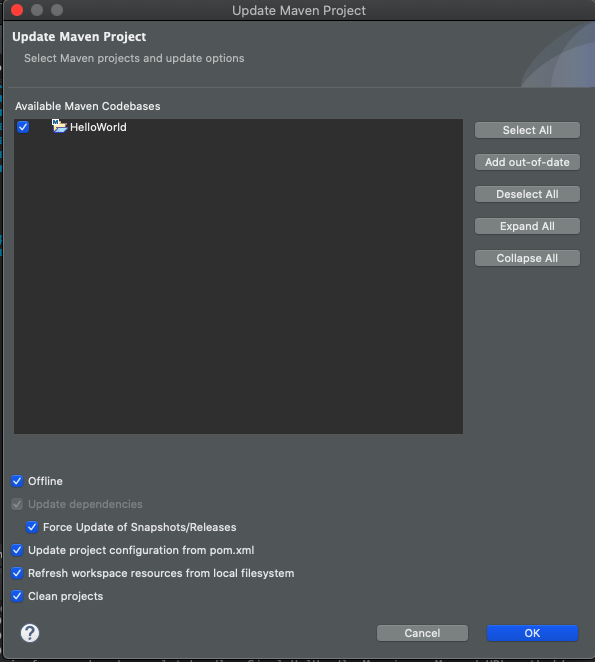 Update Maven Project
Update Maven Project
Select Maven projects and update options
Available Maven Codebases
HelloWorld
Select All
Add out-of-date
Deselect All
Expand All
Collapse All
Offline
Update dependencies
Force Update of Snapshots/Releases
Update project configuration from pom.xml
Refresh workspace resources from local filesystem
Clean projects
?
Cancel
OK